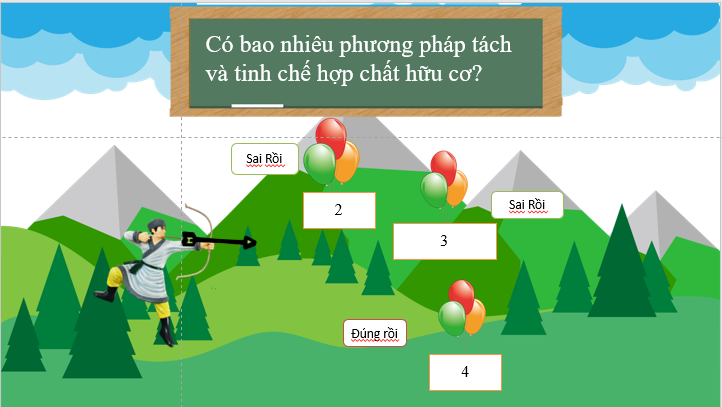 Có bao nhiêu phương pháp tách
và tinh chế hợp chất hữu cơ?
Sai Rồi
2
Sai Rồi
3
Đúng rồi
4